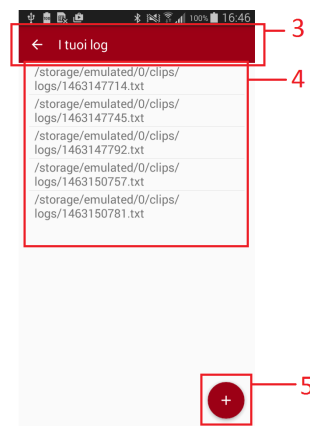 100% 16:46
I tuoi log
3
/storage/emulated/0/clips/
logs/1463147714.txt
4
/storage/emulated/0/clips/
logs/1463147745.txt
/storage/emulated/0/clips/
logs/1463147792.txt
/storage/emulated/0/clips/
logs/1463150757.txt
/storage/emulated/0/clips/
logs/1463150781.txt
+
5